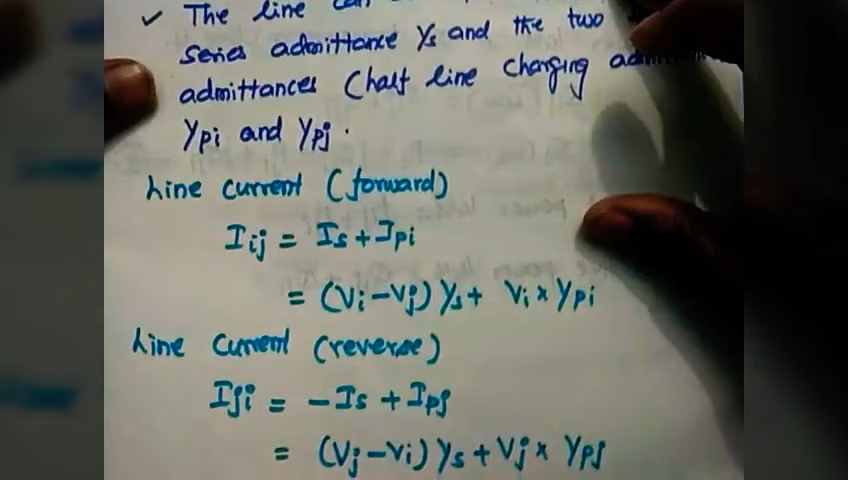 ✓ The line can
series admittance Ys and the two
admittances (half line charging
Ypi and Ypj.
Line current (forward)
Iij = Is + Ipi
= (Vi-Vj) Ys + Vi × Ypi
Line current (reverse)
Iji = -Is + Ipj
= (Vj-Vi) Ys + Vj × Ypj